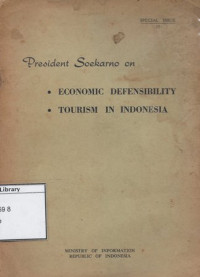 SPECIAL ISSUE
President Soekarno on
• ECONOMIC DEFENSIBILITY
• TOURISM IN INDONESIA
Library
MINISTRY OF INFORMATION
REPUBLIC OF INDONESIA